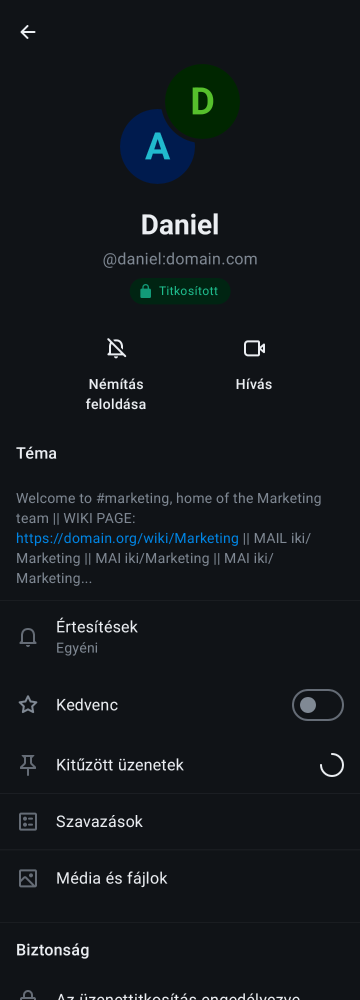 D
A
Daniel
@daniel:domain.com
Titkosított
Némítás
feloldása
Hívás
Téma
Welcome to #marketing, home of the Marketing
team || WIKI PAGE:
https://domain.org/wiki/Marketing || MAIL iki/
Marketing || MAI iki/Marketing || MAI iki/
Marketing...
Értesítések
Egyéni
Kedvenc
Kitűzött üzenetek
Szavazások
Média és fájlok
Biztonság
Az üzenettitkosítás engedélyezve